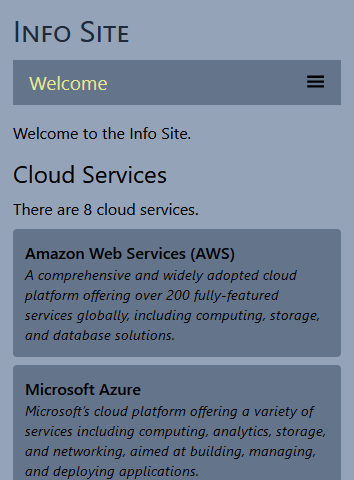 Info Site
Welcome
Welcome to the Info Site.
Cloud Services
There are 8 cloud services.
Amazon Web Services (AWS)
A comprehensive and widely adopted cloud
platform offering over 200 fully-featured
services globally, including computing, storage,
and database solutions.
Microsoft Azure
Microsoft's cloud platform offering a variety of
services including computing, analytics, storage,
and networking, aimed at building, managing,
and deploying applications.